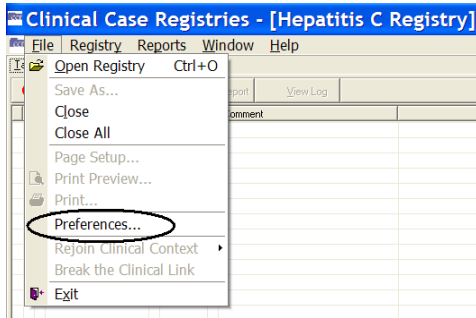 Clinical Case Registries - [Hepatitis C Registry]
File Registry Reports Window Help
Open Registry Ctrl+O
Save As...
View Log
Close
Comment
Close All
Page Setup...
Print Preview...
Print...
Preferences...
Rejoin Clinical Context
Break the Clinical Link
Exit